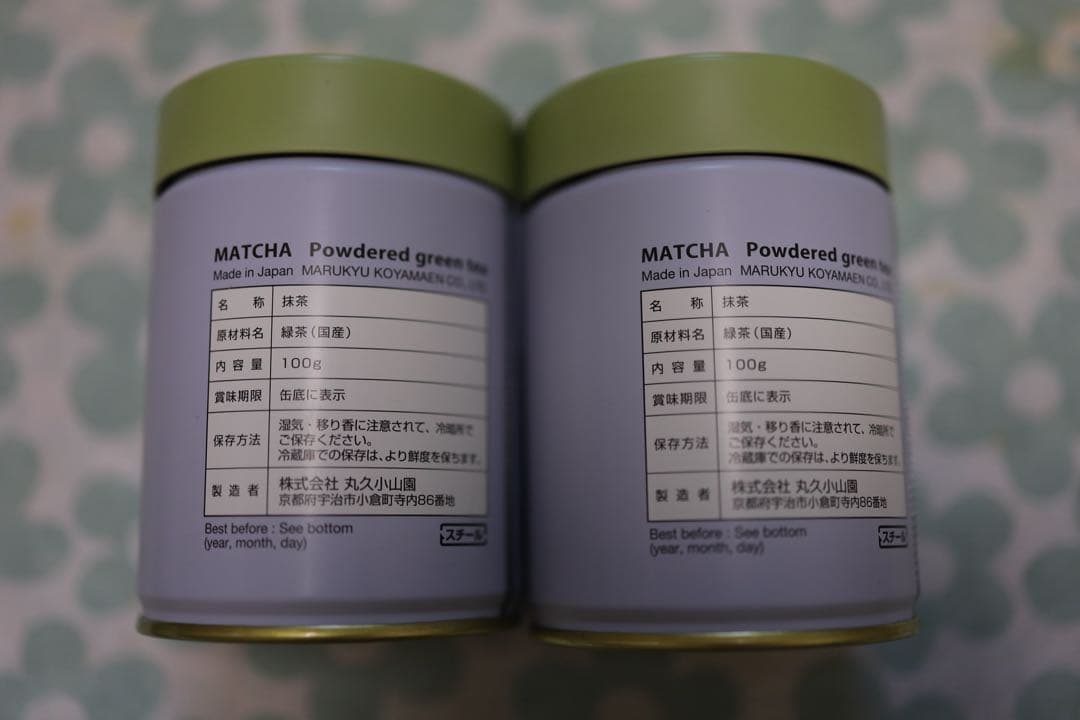 MATCHA Powdered green
Made in Japan MARUKYU KOYAMAEN CO.,
名 称 抹茶
原材料名 緑茶(国産)
内容量 100g
賞味期限 缶底に表示
保存方法 湿気・移り香に注意されて、冷暗所で
ご保存ください。
冷蔵庫での保存は、より鮮度を保ちます。
製造者 株式会社 丸久小山園
京都府宇治市小倉町寺内86番地
Best before : See bottom
(year, month, day)
スチール
MATCHA Powdered green
Made in Japan MARUKYU KOYAMAEN CO.,
名 称 抹茶
原材料名 緑茶(国産)
内容量 100g
賞味期限 缶底に表示
保存方法 湿気・移り香に注意されて、冷暗所で
ご保存ください。
冷蔵庫での保存は、より鮮度を保ちます。
製造者 株式会社 丸久小山園
京都府宇治市小倉町寺内86番地
Best before : See bottom
(year, month, day)
スチール